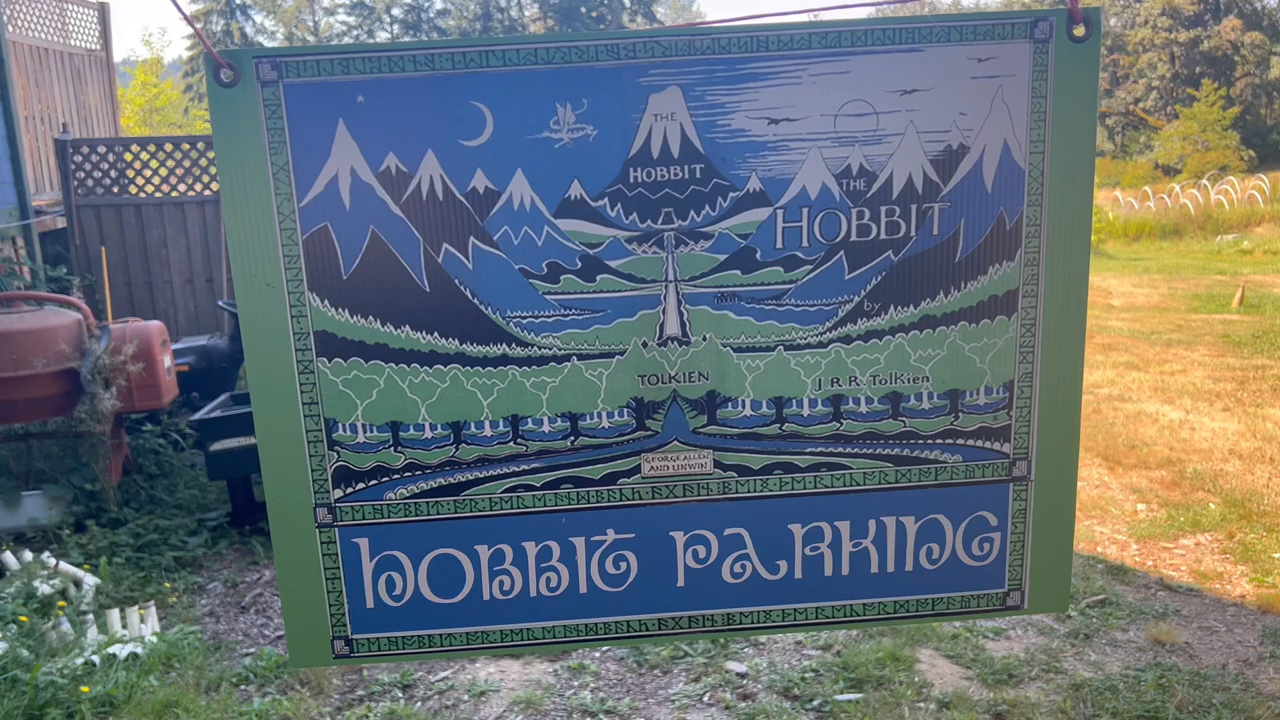 THE
HOBBIT
THE
HOBBIT
by
TOLKIEN
J.R.R. Tolkien
GEORGE ALLEN
AND UNWIN
HOBBIT PARKING